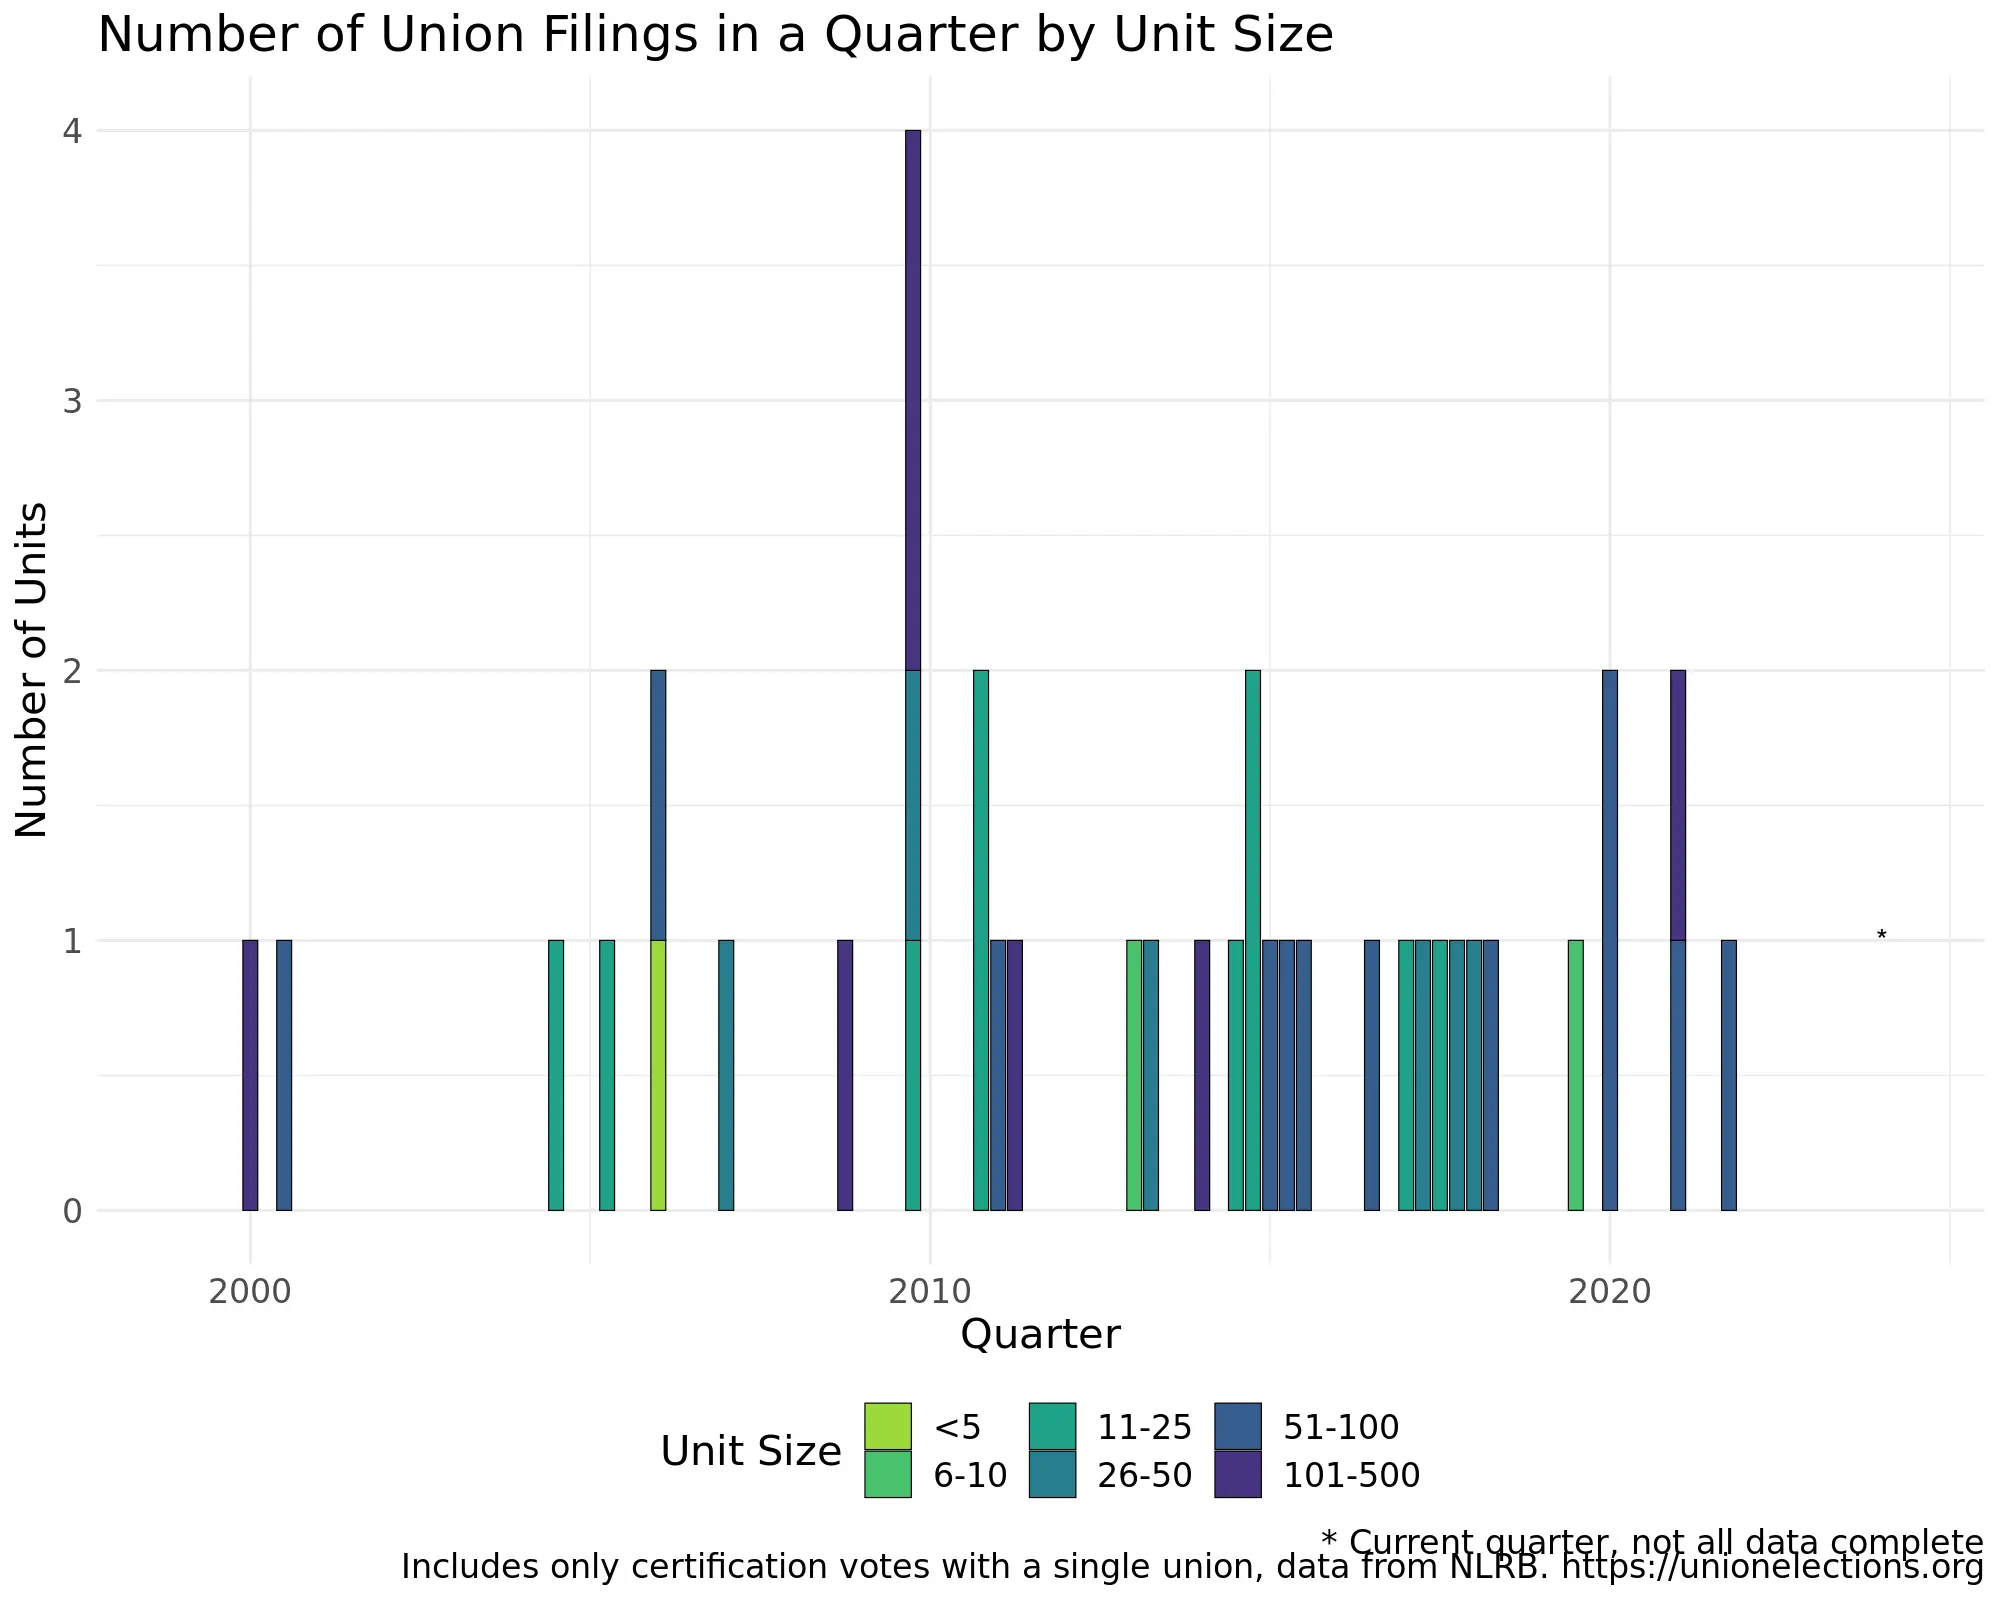 Number of Union Filings in a Quarter by Unit Size
Number of Units
4
3
2
1
0
*
2000 2010 2020
Quarter
Unit Size
<5 11-25 51-100
6-10 26-50 101-500
* Current quarter, not all data complete
Includes only certification votes with a single union, data from NLRB. https://unionelections.org